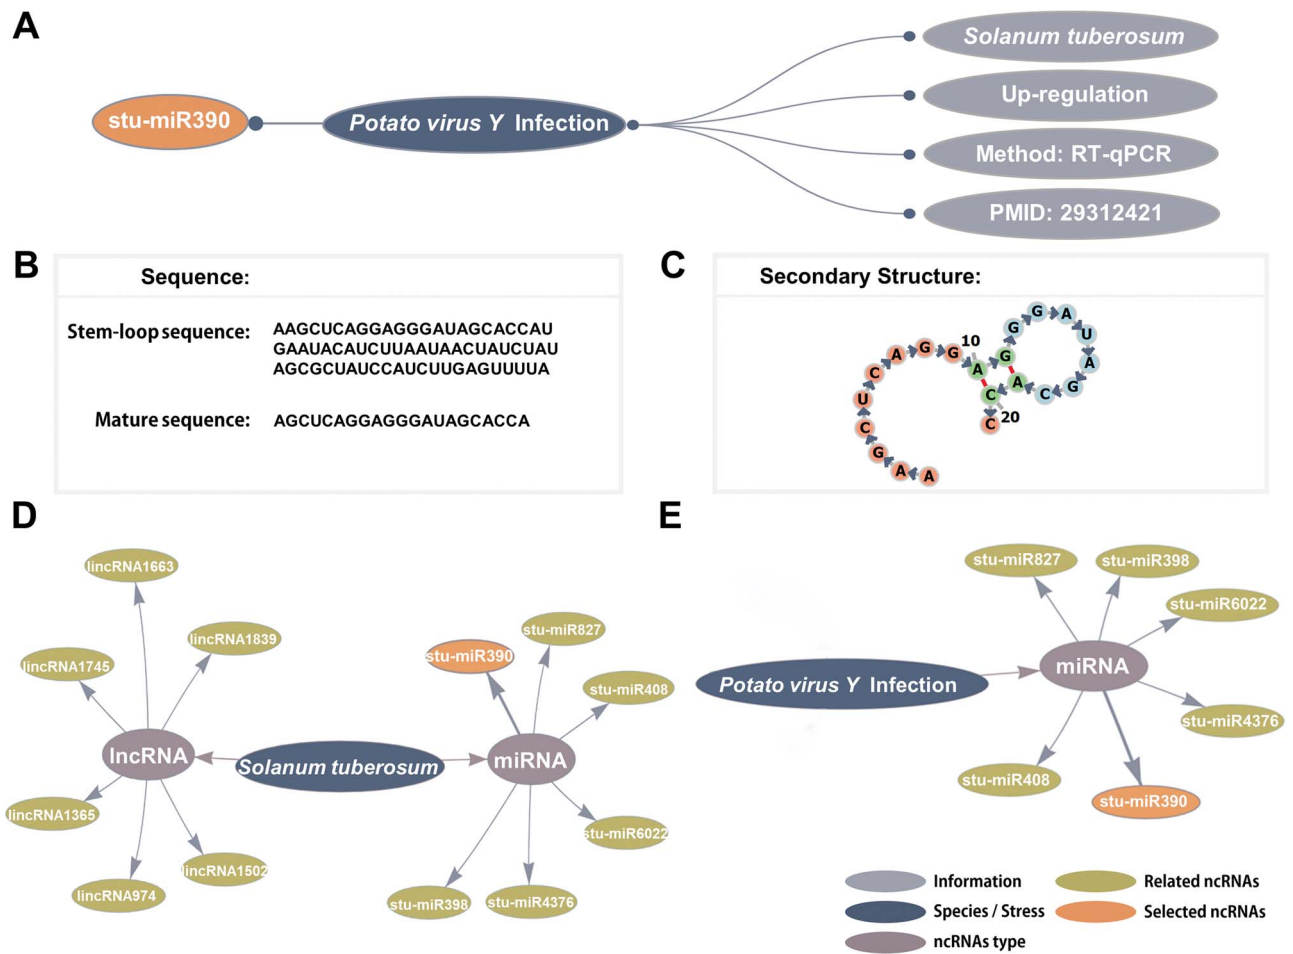 A
stu-miR390
Potato virus Y Infection
Solanum tuberosum
Up-regulation
Method: RT-qPCR
PMID: 29312421
B
Sequence:
Stem-loop sequence:
AAGCUCAGGAGGGAUAGCACCAU
GAAUACAUCUUAAUAACUAUCUAU
AGCGCUAUCCAUCUUGAGUUUUA
Mature sequence:
AGCUCAGGAGGGAUAGCACCA
C
Secondary Structure:
A
A
G
C
U
C
A
G
G
10
A
G
G
G
A
U
A
G
C
A
C
20
C
D
lincRNA1663
lincRNA1839
lincRNA1745
lncRNA
lincRNA1365
lincRNA974
lincRNA1502
Solanum tuberosum
stu-miR390
stu-miR827
stu-miR408
miRNA
stu-miR6022
stu-miR398
stu-miR4376
E
stu-miR827
stu-miR398
stu-miR6022
miRNA
Potato virus Y Infection
stu-miR4376
stu-miR408
stu-miR390
Information
Related ncRNAs
Species / Stress
Selected ncRNAs
ncRNAs type